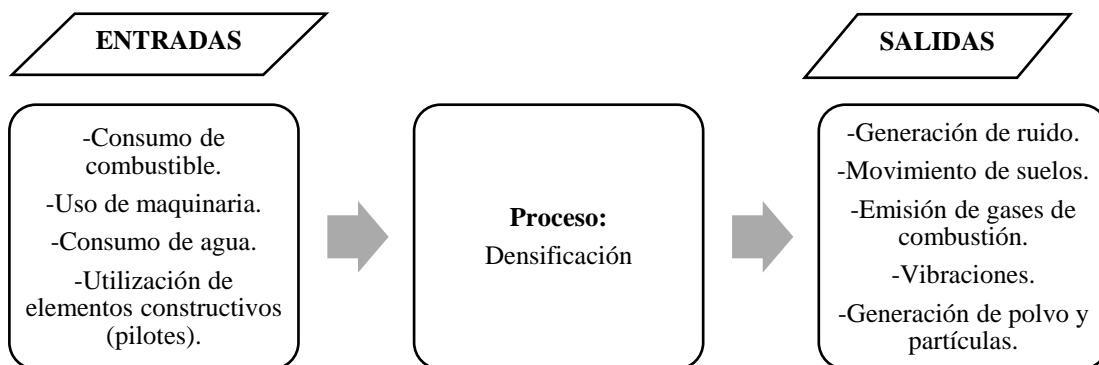 ENTRADAS
-Consumo de
combustible.
-Uso de maquinaria.
-Consumo de agua.
-Utilización de
elementos constructivos
(pilotes).
Proceso:
Densificación
SALIDAS
-Generación de ruido.
-Movimiento de suelos.
-Emisión de gases de
combustión.
-Vibraciones.
-Generación de polvo y
partículas.